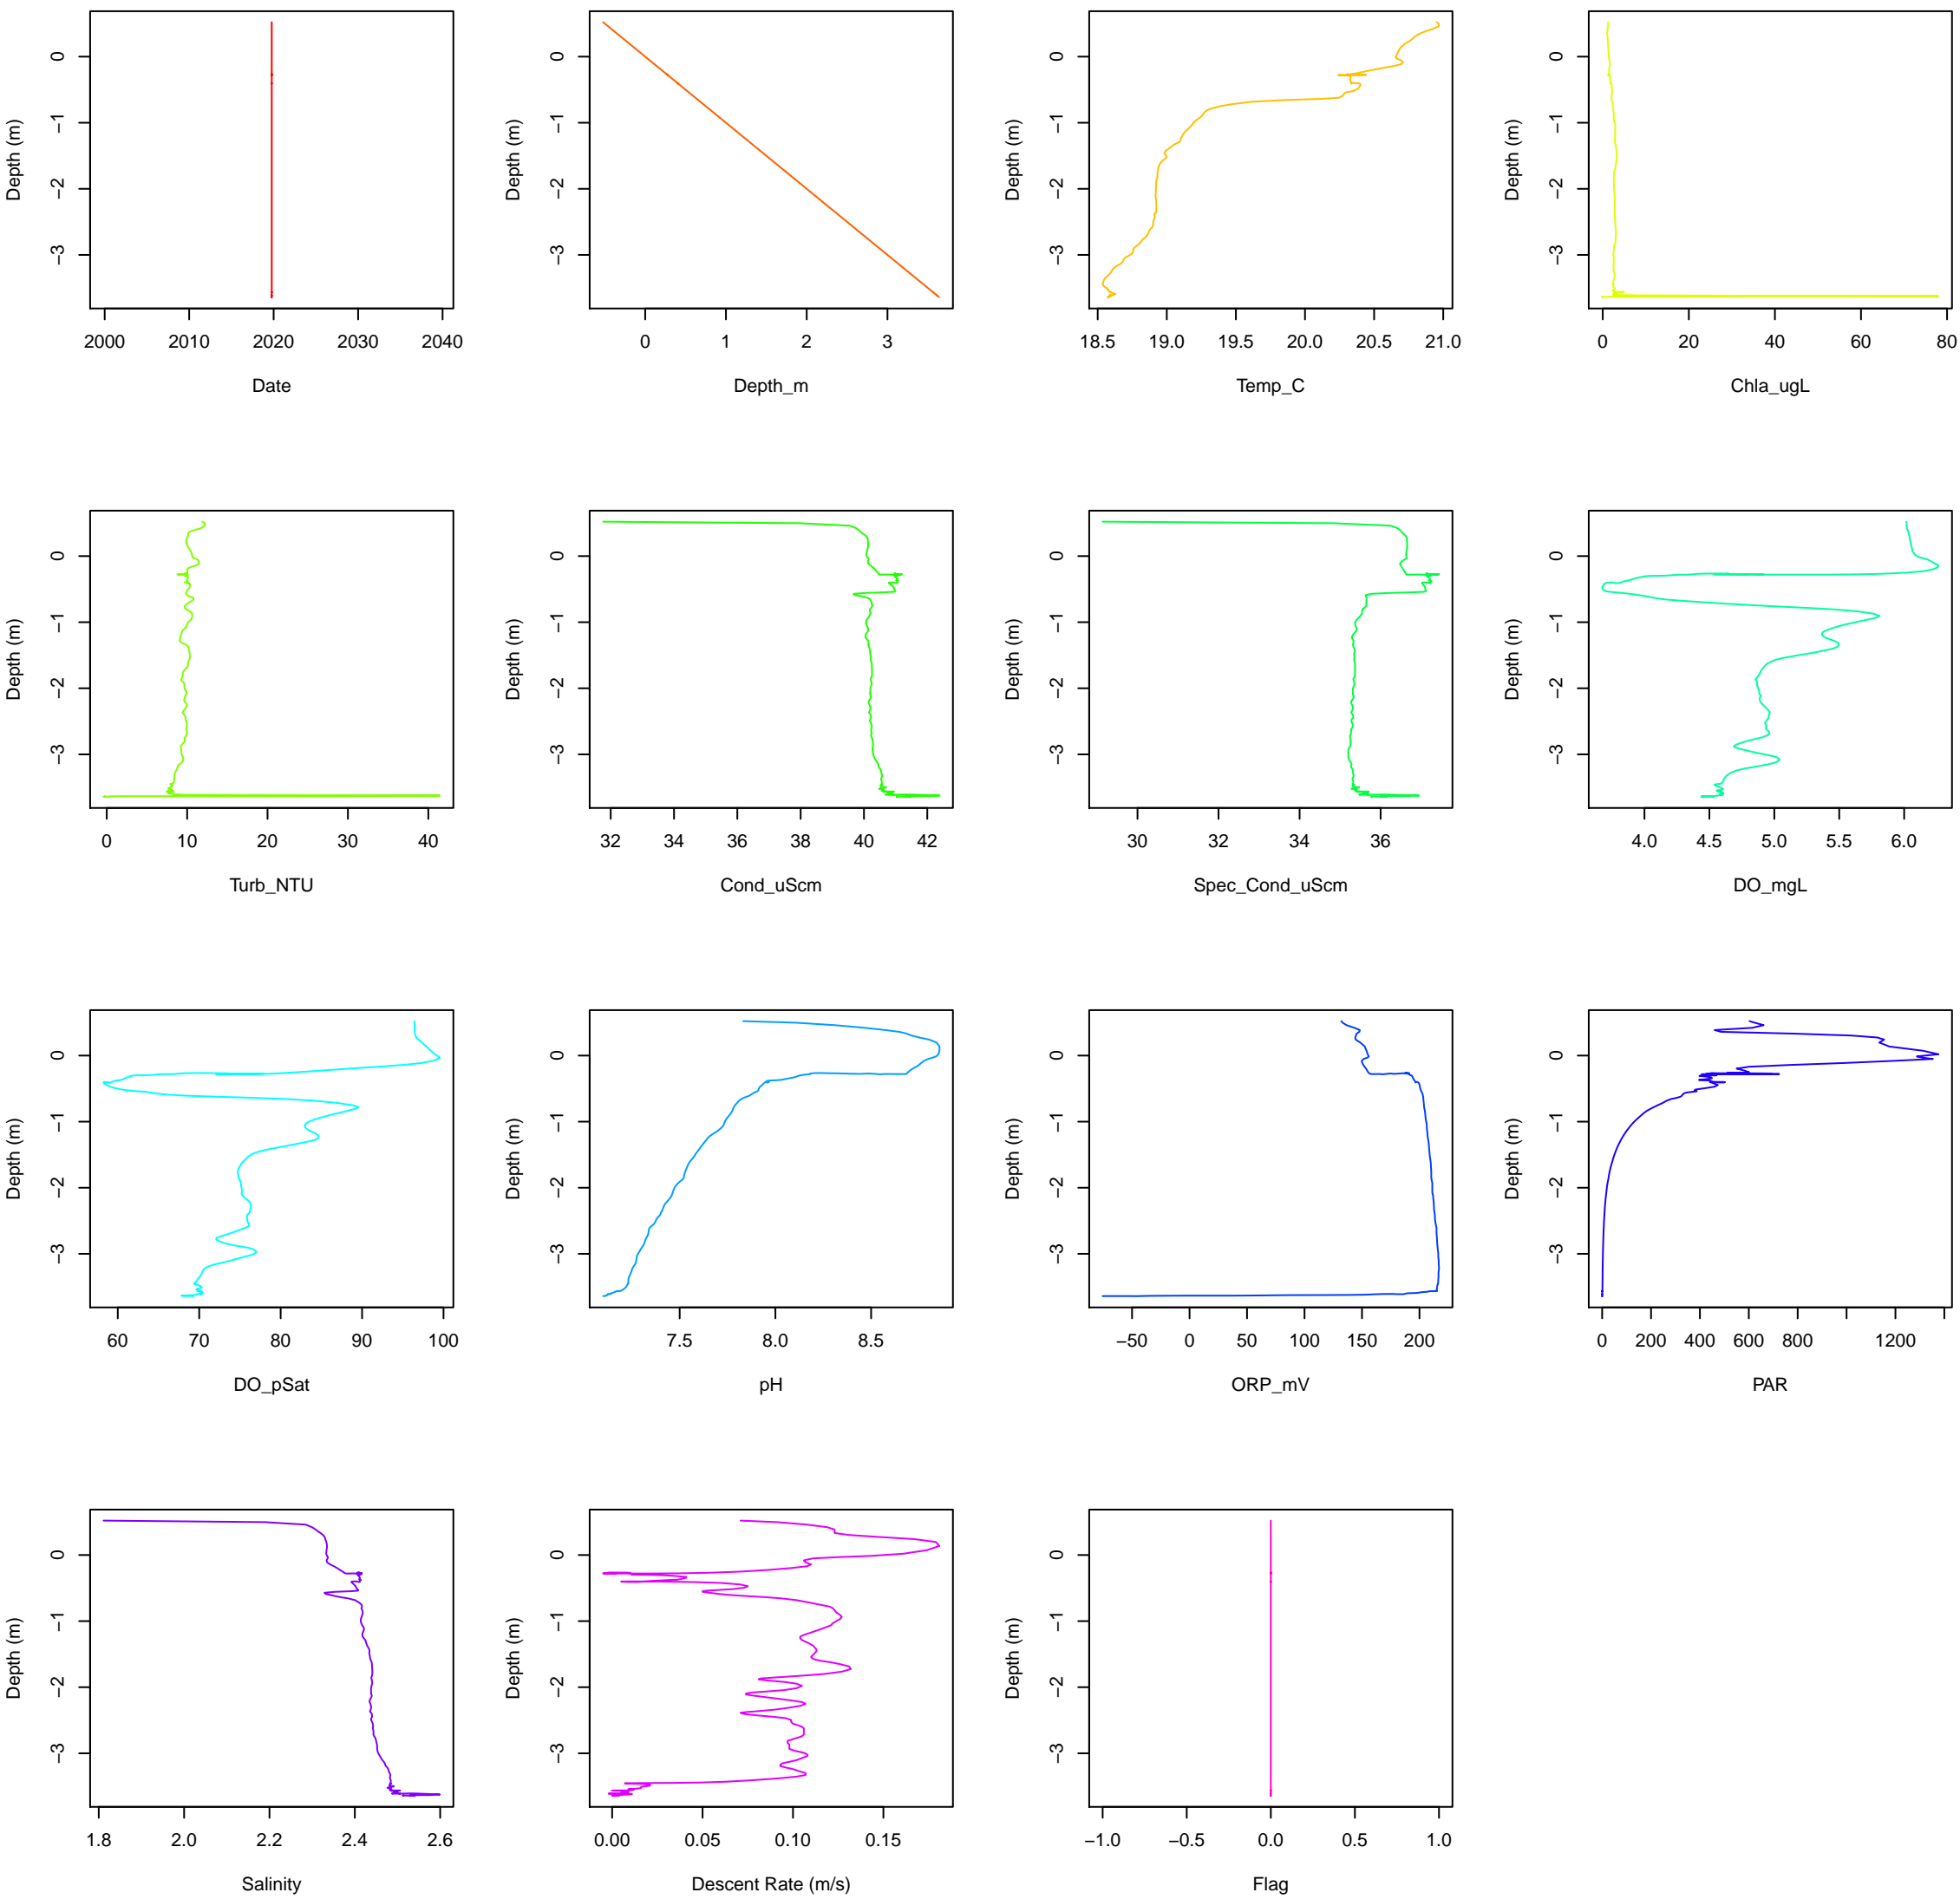 Depth (m)
0
−1
−2
−3
2000 2010 2020 2030 2040
Date
Depth (m)
0
−1
−2
−3
0 1 2 3
Depth_m
Depth (m)
0
−1
−2
−3
18.5 19.0 19.5 20.0 20.5 21.0
Temp_C
Depth (m)
0
−1
−2
−3
0 20 40 60 80
Chla_ugL
Depth (m)
0
−1
−2
−3
0 10 20 30 40
Turb_NTU
Depth (m)
0
−1
−2
−3
32 34 36 38 40 42
Cond_uScm
Depth (m)
0
−1
−2
−3
30 32 34 36
Spec_Cond_uScm
Depth (m)
0
−1
−2
−3
4.0 4.5 5.0 5.5 6.0
DO_mgL
Depth (m)
0
−1
−2
−3
60 70 80 90 100
DO_pSat
Depth (m)
0
−1
−2
−3
7.5 8.0 8.5
pH
Depth (m)
0
−1
−2
−3
−50 0 50 100 150 200
ORP_mV
Depth (m)
0
−1
−2
−3
0 200 400 600 800 1200
PAR
Depth (m)
0
−1
−2
−3
1.8 2.0 2.2 2.4 2.6
Salinity
Depth (m)
0
−1
−2
−3
0.00 0.05 0.10 0.15
Descent Rate (m/s)
Depth (m)
0
−1
−2
−3
−1.0 −0.5 0.0 0.5 1.0
Flag